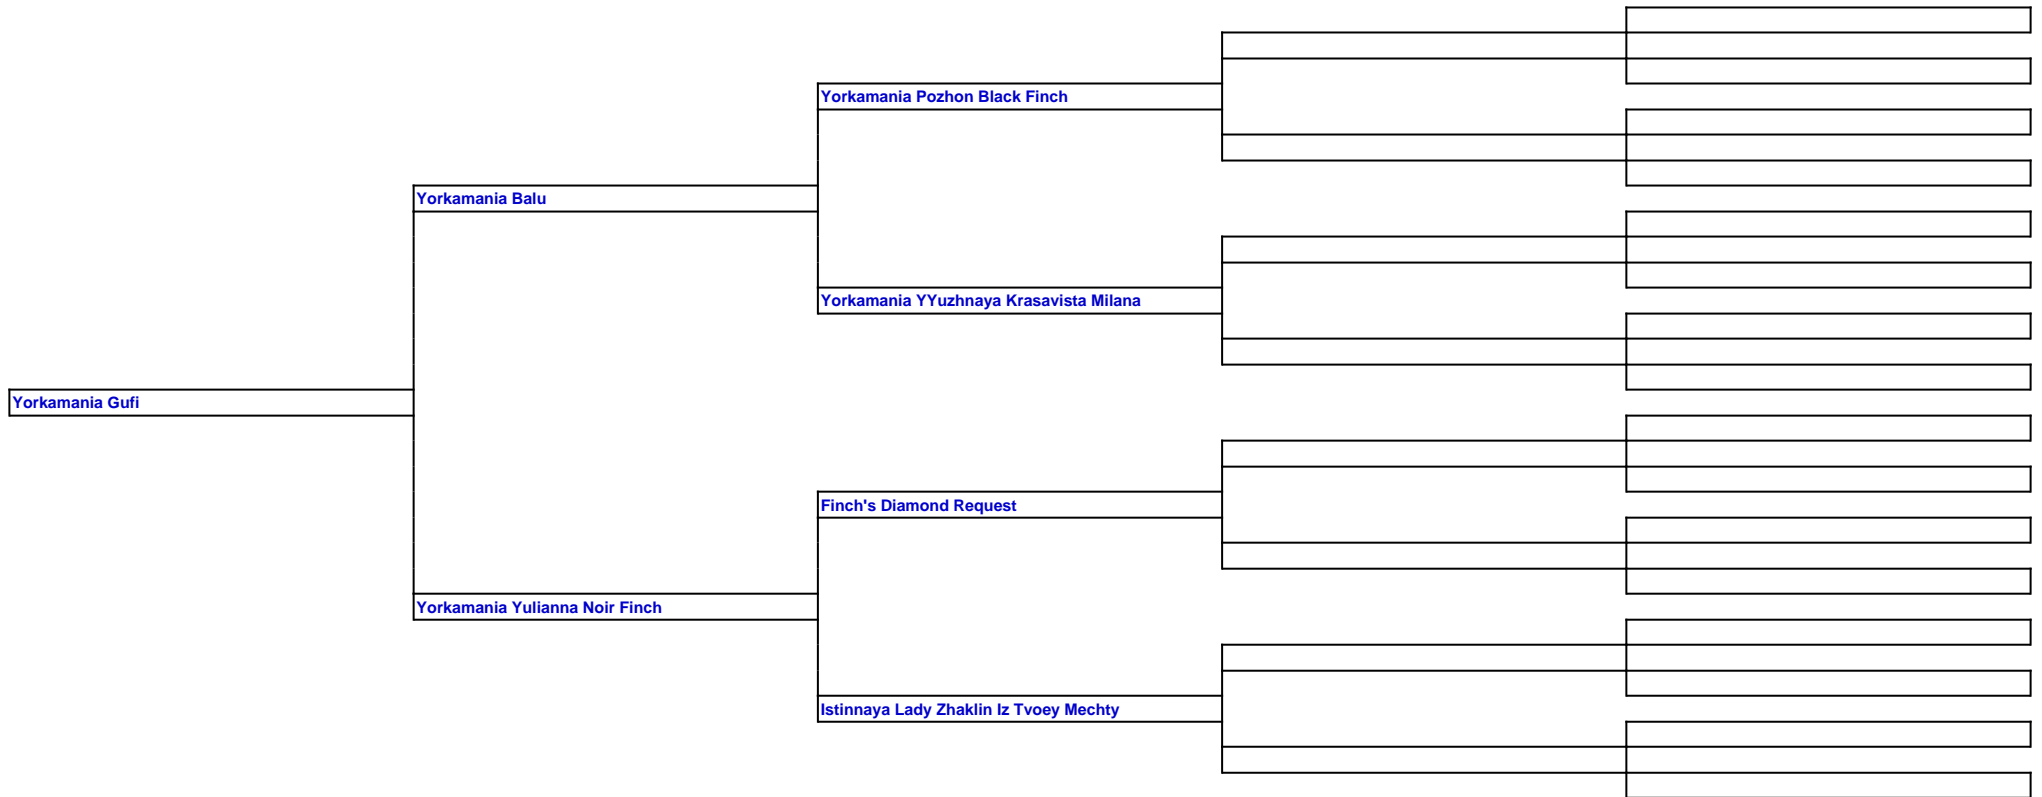 Yorkamania Pozhon Black Finch
Yorkamania Balu
Yorkamania YYuzhnaya Krasavista Milana
Yorkamania Gufi
Finch's Diamond Request
Yorkamania Yulianna Noir Finch
Istinnaya Lady Zhaklin Iz Tvoey Mechty